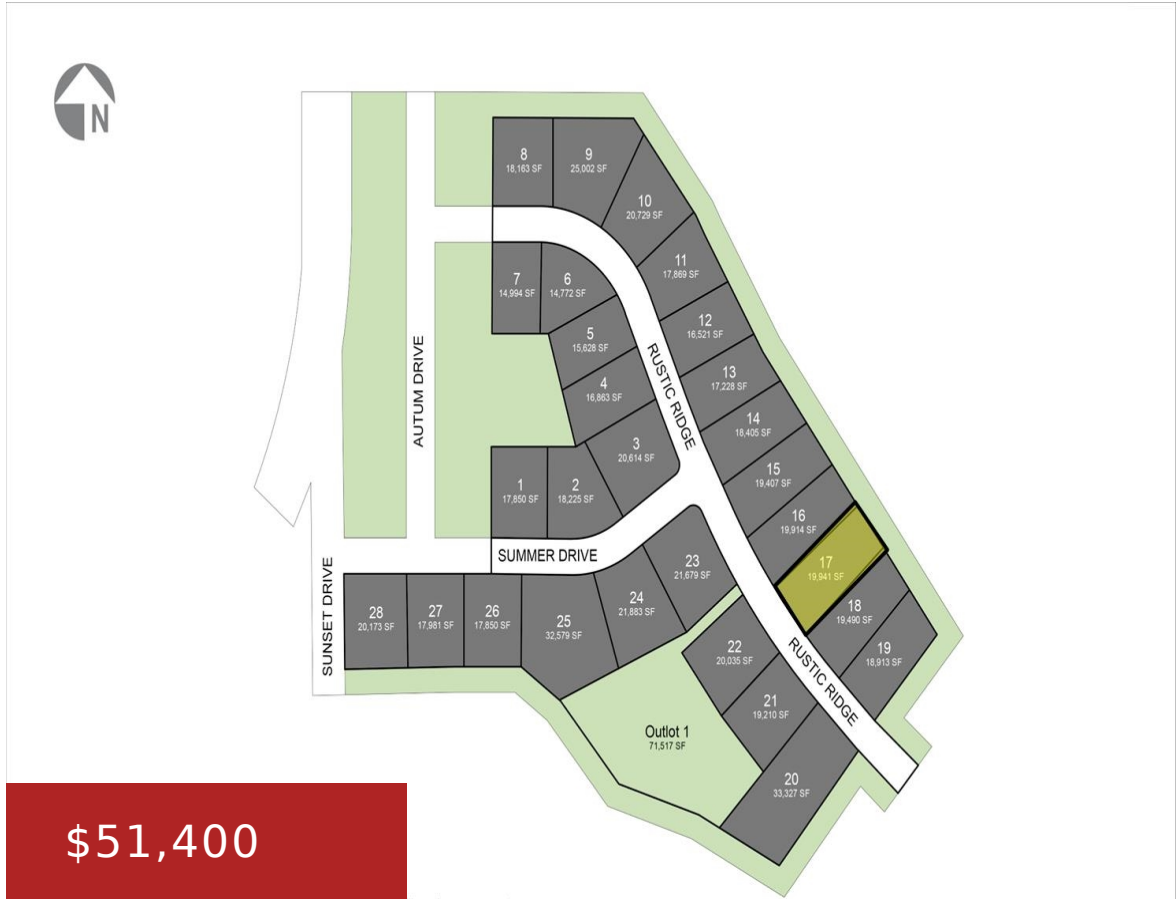 N
8
18,163 SF
9
25,002 SF
10
20,729 SF
11
17,869 SF
7
14,994 SF
6
14,772 SF
12
16,521 SF
5
15,628 SF
RUSTIC RIDGE
AUTUM DRIVE
13
17,228 SF
4
16,863 SF
14
18,405 SF
3
20,614 SF
15
19,407 SF
1
17,850 SF
2
18,225 SF
16
19,914 SF
SUMMER DRIVE
23
21,679 SF
17
19,941 SF
SUNSET DRIVE
28
20,173 SF
27
17,981 SF
26
17,850 SF
25
32,579 SF
24
21,883 SF
18
19,490 SF
22
20,035 SF
19
18,913 SF
RUSTIC RIDGE
21
19,210 SF
Outlot 1
71,517 SF
20
33,327 SF
$51,400